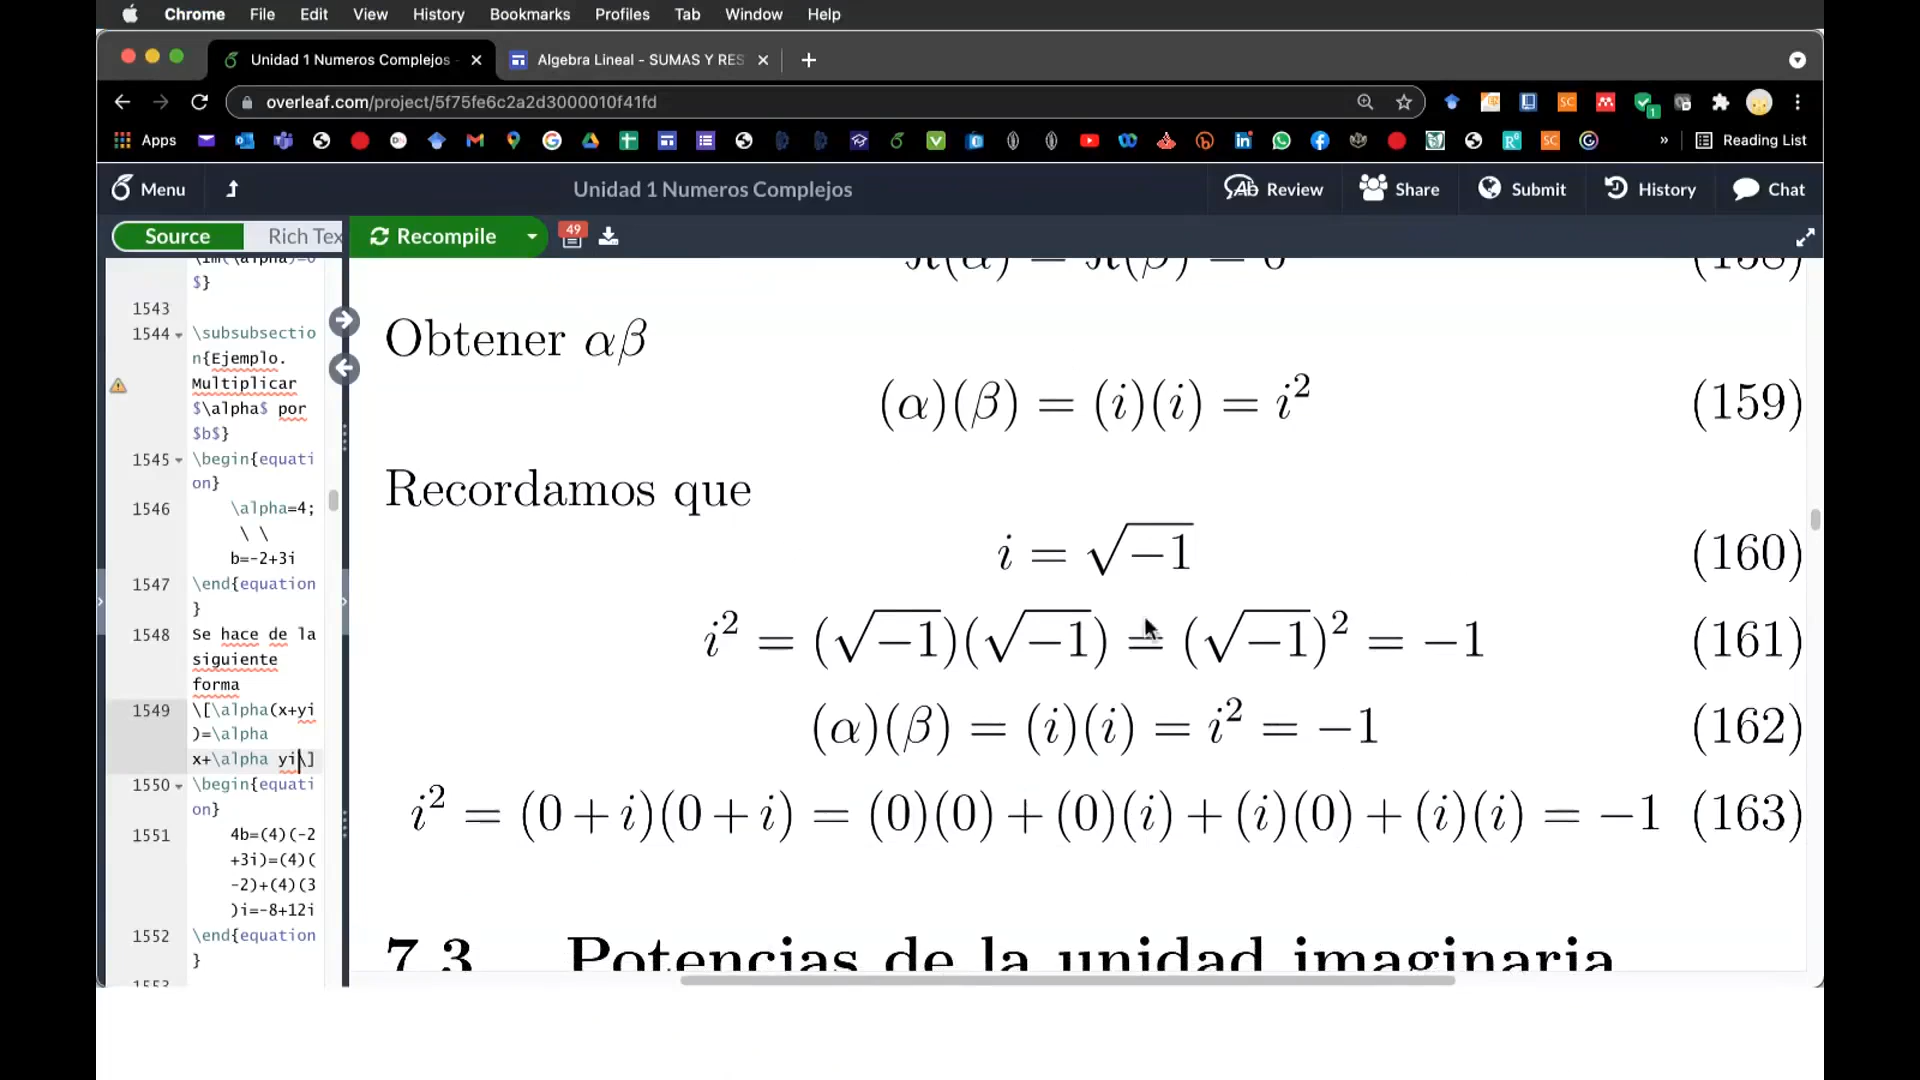 Chrome File Edit View History Bookmarks Profiles Tab Window Help
Unidad 1 Numeros Complejos - Algebra Lineal - SUMAS Y RES
overleaf.com/project/5f75fe6c2a2d3000010f41fd
Apps » Reading List
Menu Unidad 1 Numeros Complejos Review Share Submit History Chat
Source Rich Tex Recompile 49
$}
1543
1544 \subsubsectio
n{Ejemplo.
Multiplicar
$\alpha$ por
$b$}
1545 \begin{equati
on}
1546 \alpha=4;
\ \
b=-2+3i
1547 \end{equation
}
1548 Se hace de la
siguiente
forma
1549 \[\alpha(x+yi
)=\alpha
x+\alpha yi\]
1550 \begin{equati
on}
1551 4b=(4)(-2
+3i)=(4)(
-2)+(4)(3
)i=-8+12i
1552 \end{equation
}
1553
ℜ(α) = ℜ(β) = 0 (158)
Obtener αβ
(α)(β) = (i)(i) = i² (159)
Recordamos que
i = √−1 (160)
i² = (√−1)(√−1) = (√−1)² = −1 (161)
(α)(β) = (i)(i) = i² = −1 (162)
i² = (0 + i)(0 + i) = (0)(0) + (0)(i) + (i)(0) + (i)(i) = −1 (163)
7.3 Potencias de la unidad imaginaria